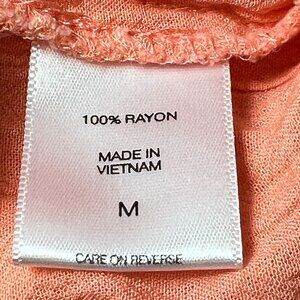 100% RAYON
MADE IN
VIETNAM
M
CARE ON REVERSE